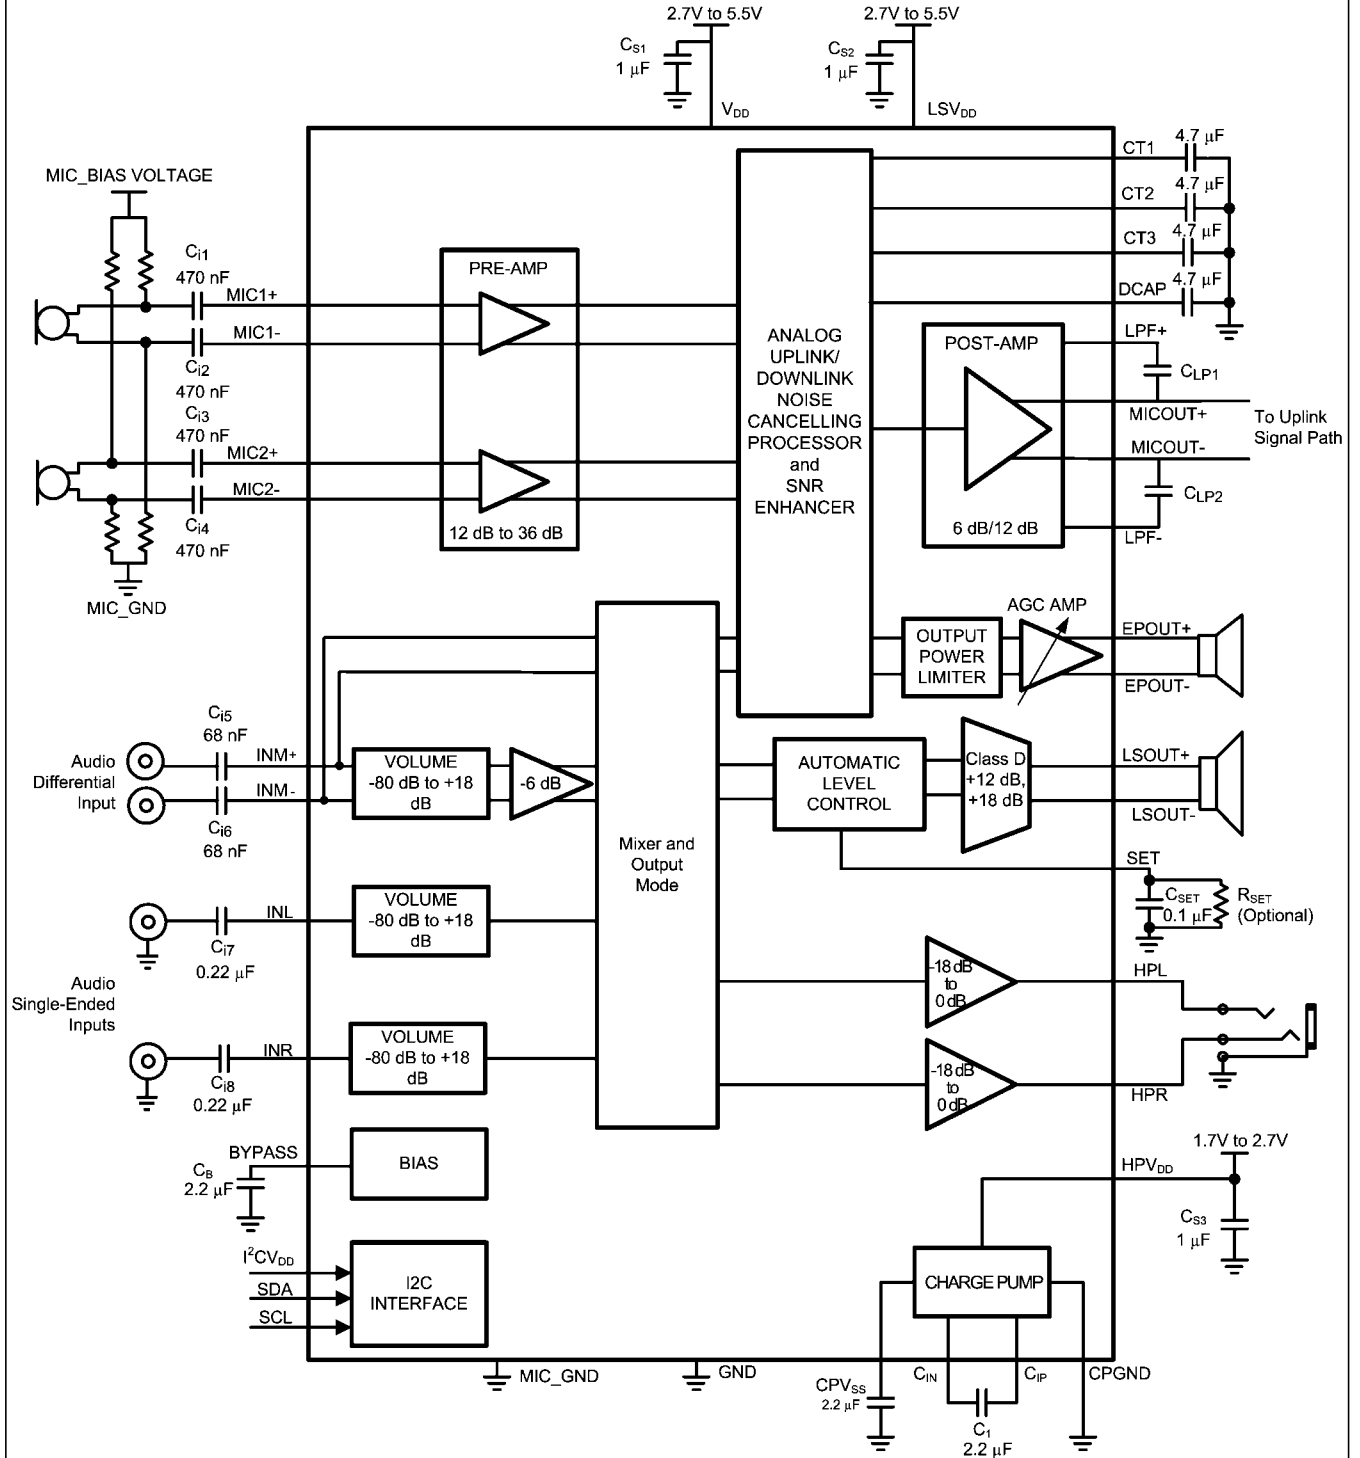 2.7V to 5.5V
2.7V to 5.5V
CS1
1 μF
CS2
1 μF
VDD
LSVDD
MIC_BIAS VOLTAGE
Ci1
470 nF
MIC1+
MIC1-
Ci2
470 nF
Ci3
470 nF
MIC2+
MIC2-
Ci4
470 nF
MIC_GND
PRE-AMP
12 dB to 36 dB
ANALOG
UPLINK/
DOWNLINK
NOISE
CANCELLING
PROCESSOR
and
SNR
ENHANCER
CT1
4.7 μF
CT2
4.7 μF
CT3
4.7 μF
DCAP
4.7 μF
POST-AMP
6 dB/12 dB
LPF+
CLP1
MICOUT+
MICOUT-
To Uplink
Signal Path
CLP2
LPF-
AGC AMP
OUTPUT
POWER
LIMITER
EPOUT+
EPOUT-
Audio
Differential
Input
Ci5
68 nF
INM+
INM-
Ci6
68 nF
VOLUME
-80 dB to +18
dB
-6 dB
Mixer and
Output
Mode
AUTOMATIC
LEVEL
CONTROL
Class D
+12 dB,
+18 dB
LSOUT+
LSOUT-
SET
CSET
0.1 μF
RSET
(Optional)
INL
Ci7
0.22 μF
VOLUME
-80 dB to +18
dB
Audio
Single-Ended
Inputs
INR
Ci8
0.22 μF
VOLUME
-80 dB to +18
dB
-18 dB
to
0 dB
HPL
-18 dB
to
0 dB
HPR
BYPASS
CB
2.2 μF
BIAS
1.7V to 2.7V
HPVDD
CS3
1 μF
I²CVDD
SDA
SCL
I2C
INTERFACE
CHARGE PUMP
MIC_GND
GND
CPVSS
2.2 μF
CIN
CIP
C1
2.2 μF
CPGND